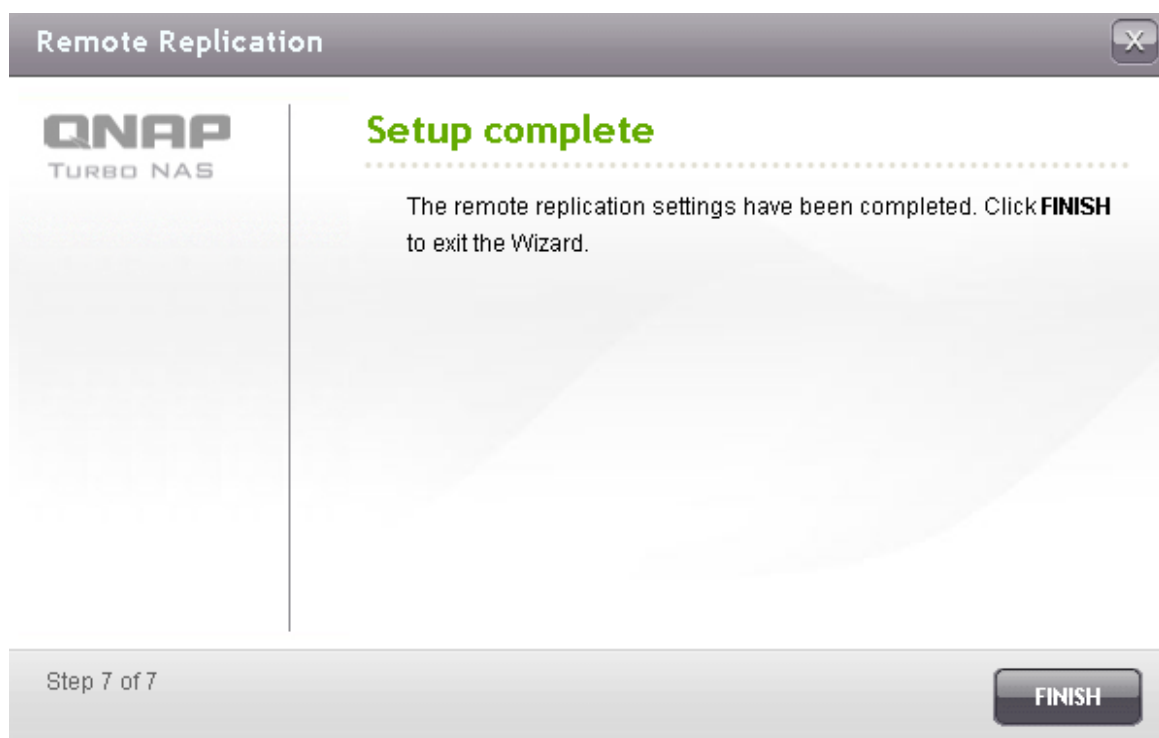 Remote Replication
X
QNAP
TURBO NAS
Setup complete
The remote replication settings have been completed. Click FINISH
to exit the Wizard.
Step 7 of 7
FINISH